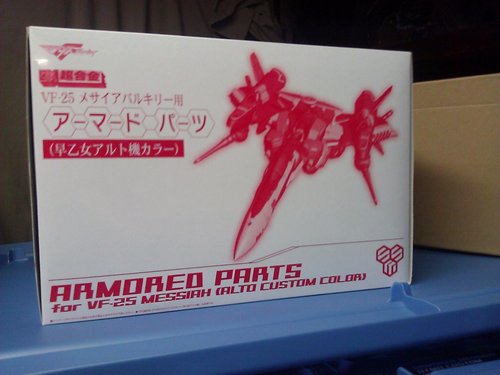 超合金
VF-25 メサイアバルキリー用
アーマード パーツ
(早乙女アルト機カラー)
ARMORED PARTS
for VF-25 MESSIAH (ALTO CUSTOM COLOR)